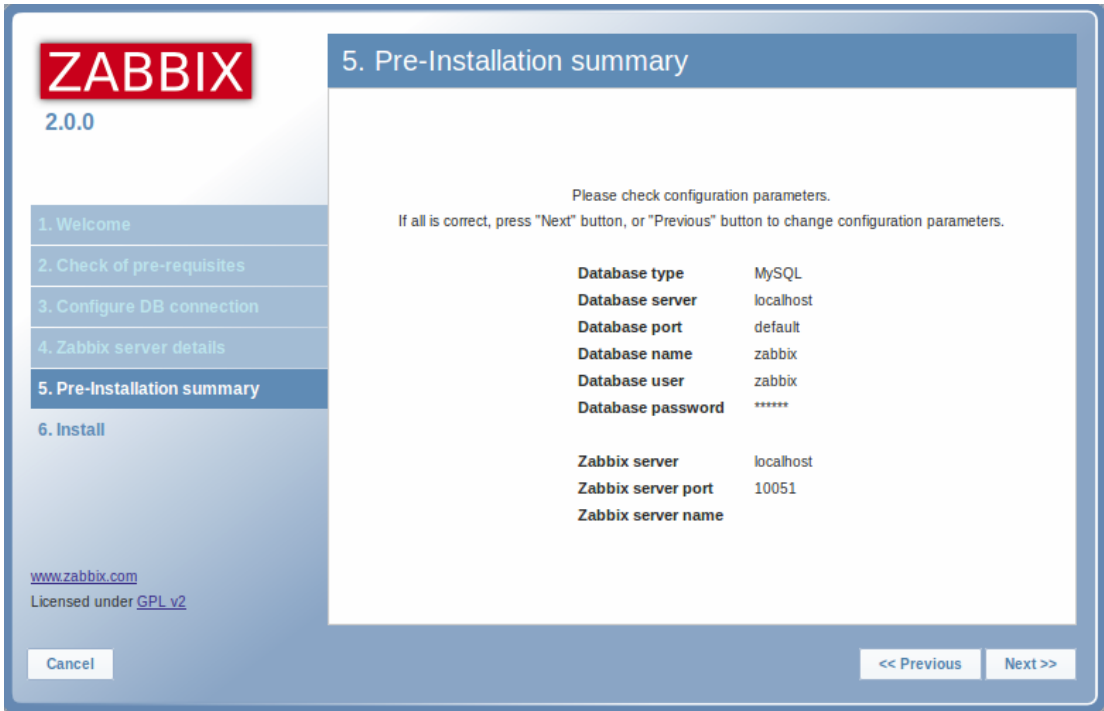 ZABBIX
2.0.0
1. Welcome
2. Check of pre-requisites
3. Configure DB connection
4. Zabbix server details
5. Pre-Installation summary
6. Install
www.zabbix.com
Licensed under GPL v2
5. Pre-Installation summary
Please check configuration parameters.
If all is correct, press "Next" button, or "Previous" button to change configuration parameters.
Database type MySQL
Database server localhost
Database port default
Database name zabbix
Database user zabbix
Database password ******
Zabbix server localhost
Zabbix server port 10051
Zabbix server name
Cancel
<< Previous
Next >>